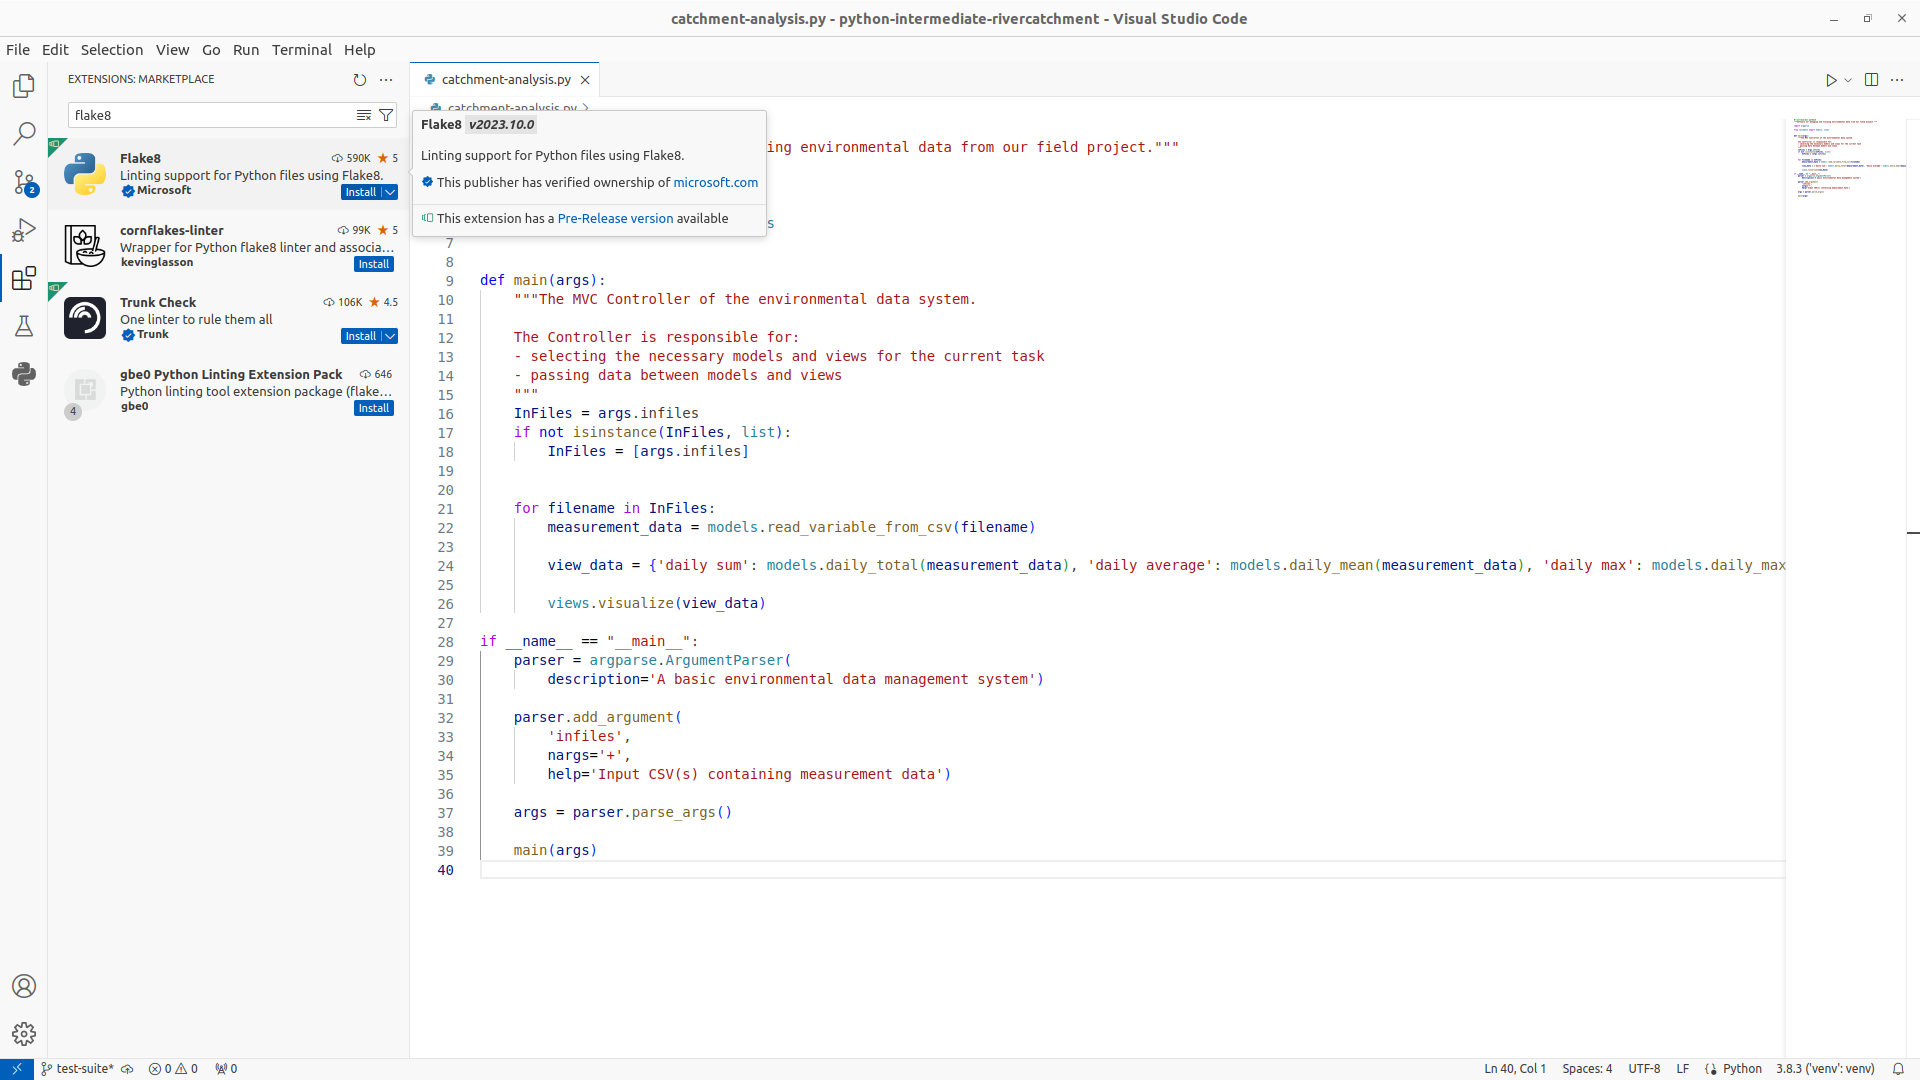 catchment-analysis.py - python-intermediate-rivercatchment - Visual Studio Code
File Edit Selection View Go Run Terminal Help
EXTENSIONS: MARKETPLACE
flake8
Flake8 590K 5
Linting support for Python files using Flake8.
Microsoft Install
cornflakes-linter 99K 5
Wrapper for Python flake8 linter and associa...
kevinglasson Install
Trunk Check 106K 4.5
One linter to rule them all
Trunk Install
gbe0 Python Linting Extension Pack 646
Python linting tool extension package (flake...
4 gbe0 Install
2
catchment-analysis.py
catchment-analysis.py
Flake8 v2023.10.0
Linting support for Python files using Flake8.
This publisher has verified ownership of microsoft.com
This extension has a Pre-Release version available
ing environmental data from our field project."""
s
7
8
9 def main(args):
10 """The MVC Controller of the environmental data system.
11
12 The Controller is responsible for:
13 - selecting the necessary models and views for the current task
14 - passing data between models and views
15 """
16 InFiles = args.infiles
17 if not isinstance(InFiles, list):
18 InFiles = [args.infiles]
19
20
21 for filename in InFiles:
22 measurement_data = models.read_variable_from_csv(filename)
23
24 view_data = {'daily sum': models.daily_total(measurement_data), 'daily average': models.daily_mean(measurement_data), 'daily max': models.daily_max
25
26 views.visualize(view_data)
27
28 if __name__ == "__main__":
29 parser = argparse.ArgumentParser(
30 description='A basic environmental data management system')
31
32 parser.add_argument(
33 'infiles',
34 nargs='+',
35 help='Input CSV(s) containing measurement data')
36
37 args = parser.parse_args()
38
39 main(args)
40
test-suite* 0 0 0 Ln 40, Col 1 Spaces: 4 UTF-8 LF Python 3.8.3 ('venv': venv)